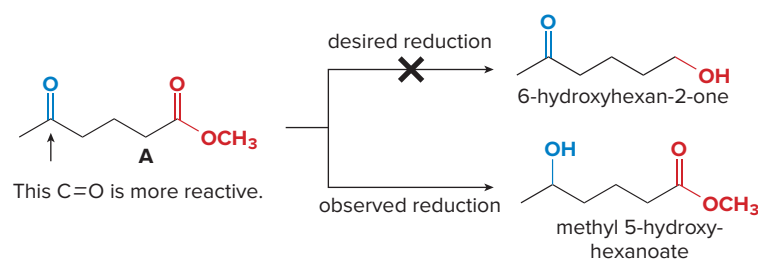 O
O
OCH3
A
This C=O is more reactive.
desired reduction
O
OH
6-hydroxyhexan-2-one
observed reduction
OH
O
OCH3
methyl 5-hydroxy-
hexanoate